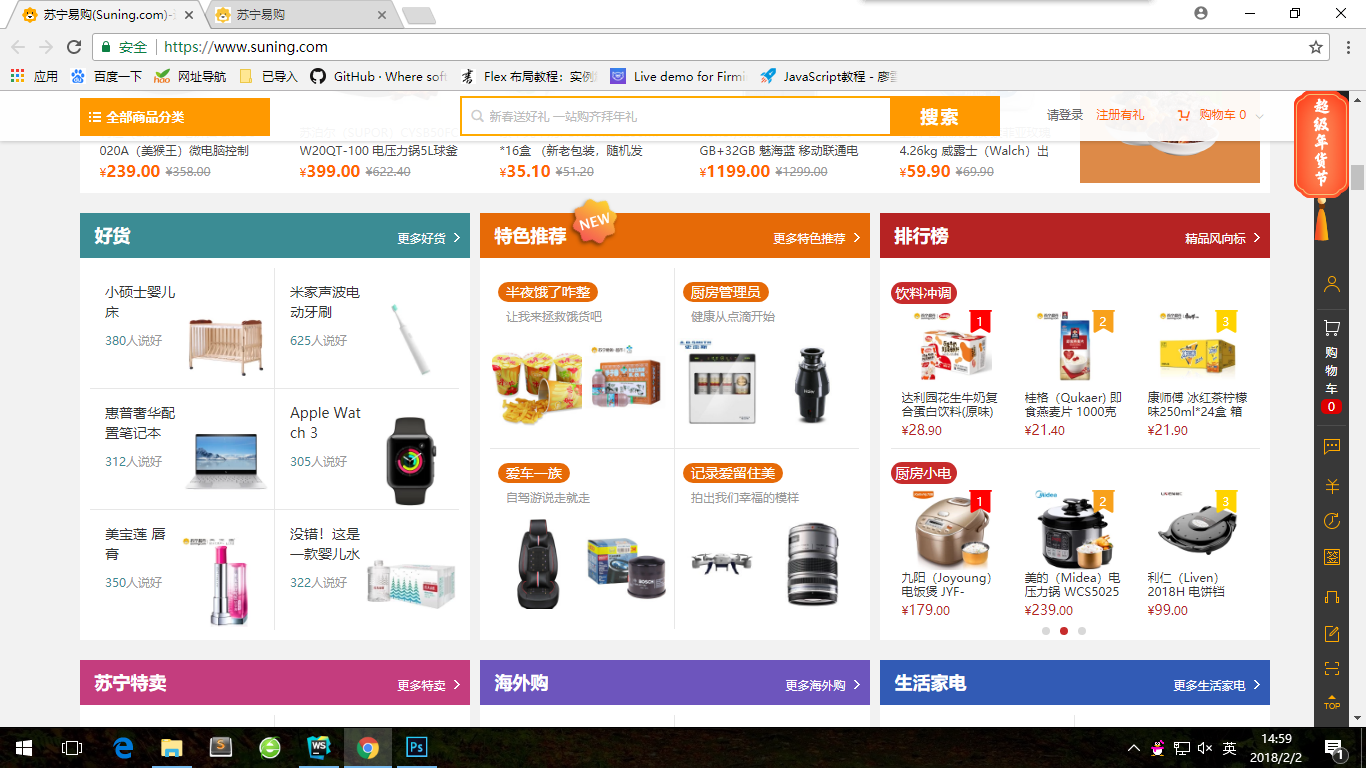 苏宁易购(Suning.com)-
苏宁易购
安全
https://www.suning.com
应用
百度一下
网址导航
已导入
GitHub · Where soft
Flex 布局教程：实例
Live demo for Firmi
JavaScript教程 - 廖
全部商品分类
新春送好礼 一站购齐拜年礼
搜索
请登录
注册有礼
购物车 0
超级年货节
020A（美猴王）微电脑控制
¥239.00 ¥358.00
W20QT-100 电压力锅5L球釜
¥399.00 ¥622.40
*16盒 （新老包装，随机发
¥35.10 ¥51.20
GB+32GB 魅海蓝 移动联通电
¥1199.00 ¥1299.00
4.26kg 威露士（Walch）出
¥59.90 ¥69.90
好货
更多好货
小硕士婴儿
床
380人说好
米家声波电
动牙刷
625人说好
惠普奢华配
置笔记本
312人说好
Apple Wat
ch 3
305人说好
美宝莲 唇
膏
350人说好
没错！这是
一款婴儿水
322人说好
特色推荐
NEW
更多特色推荐
半夜饿了咋整
让我来拯救饿货吧
厨房管理员
健康从点滴开始
爱车一族
自驾游说走就走
BOSCH
记录爱留住美
拍出我们幸福的模样
排行榜
精品风向标
饮料冲调
1
达利园花生牛奶复
合蛋白饮料(原味)
¥28.90
2
桂格（Qukaer) 即
食燕麦片 1000克
¥21.40
3
康师傅 冰红茶柠檬
味250ml*24盒 箱
¥21.90
厨房小电
1
九阳（Joyoung）
电饭煲 JYF-
¥179.00
Midea
2
美的（Midea）电
压力锅 WCS5025
¥239.00
3
利仁（Liven）
2018H 电饼铛
¥99.00
购物车
0
签
TOP
苏宁特卖
更多特卖
海外购
更多海外购
生活家电
更多生活家电
WS
Ps
英
14:59
2018/2/2
1